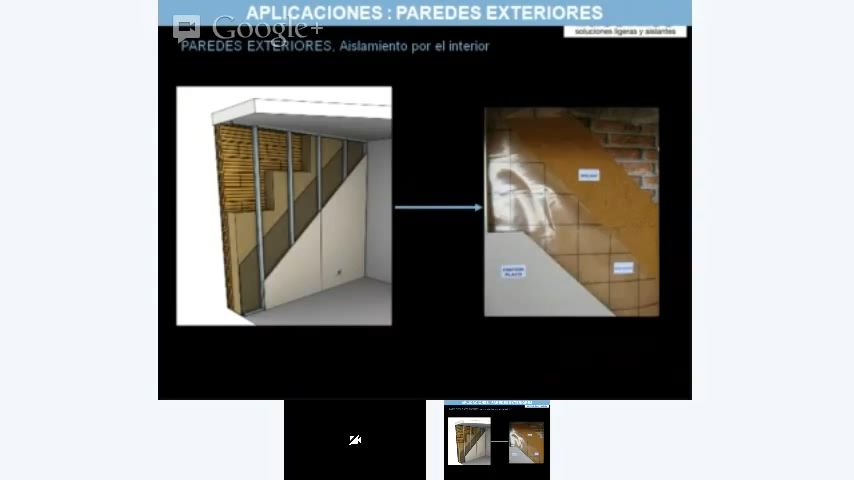 APLICACIONES : PAREDES EXTERIORES
Google+
soluciones ligeras y aislantes
PAREDES EXTERIORES. Aislamiento por el interior